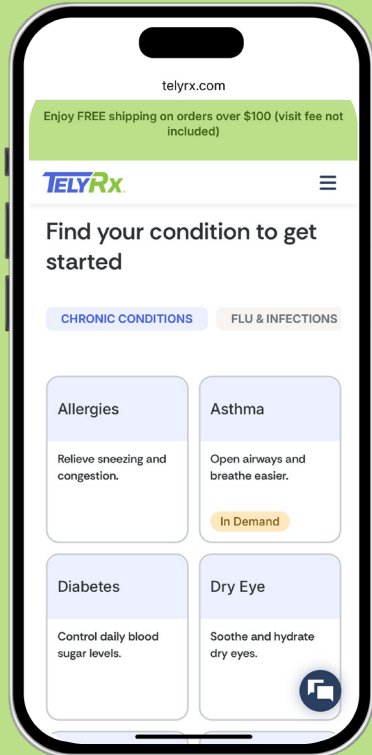 telyrx.com
Enjoy FREE shipping on orders over $100 (visit fee not
included)
TELYRX
Find your condition to get
started
CHRONIC CONDITIONS
FLU & INFECTIONS
Allergies
Asthma
Relieve sneezing and
congestion.
Open airways and
breathe easier.
In Demand
Diabetes
Dry Eye
Control daily blood
sugar levels.
Soothe and hydrate
dry eyes.